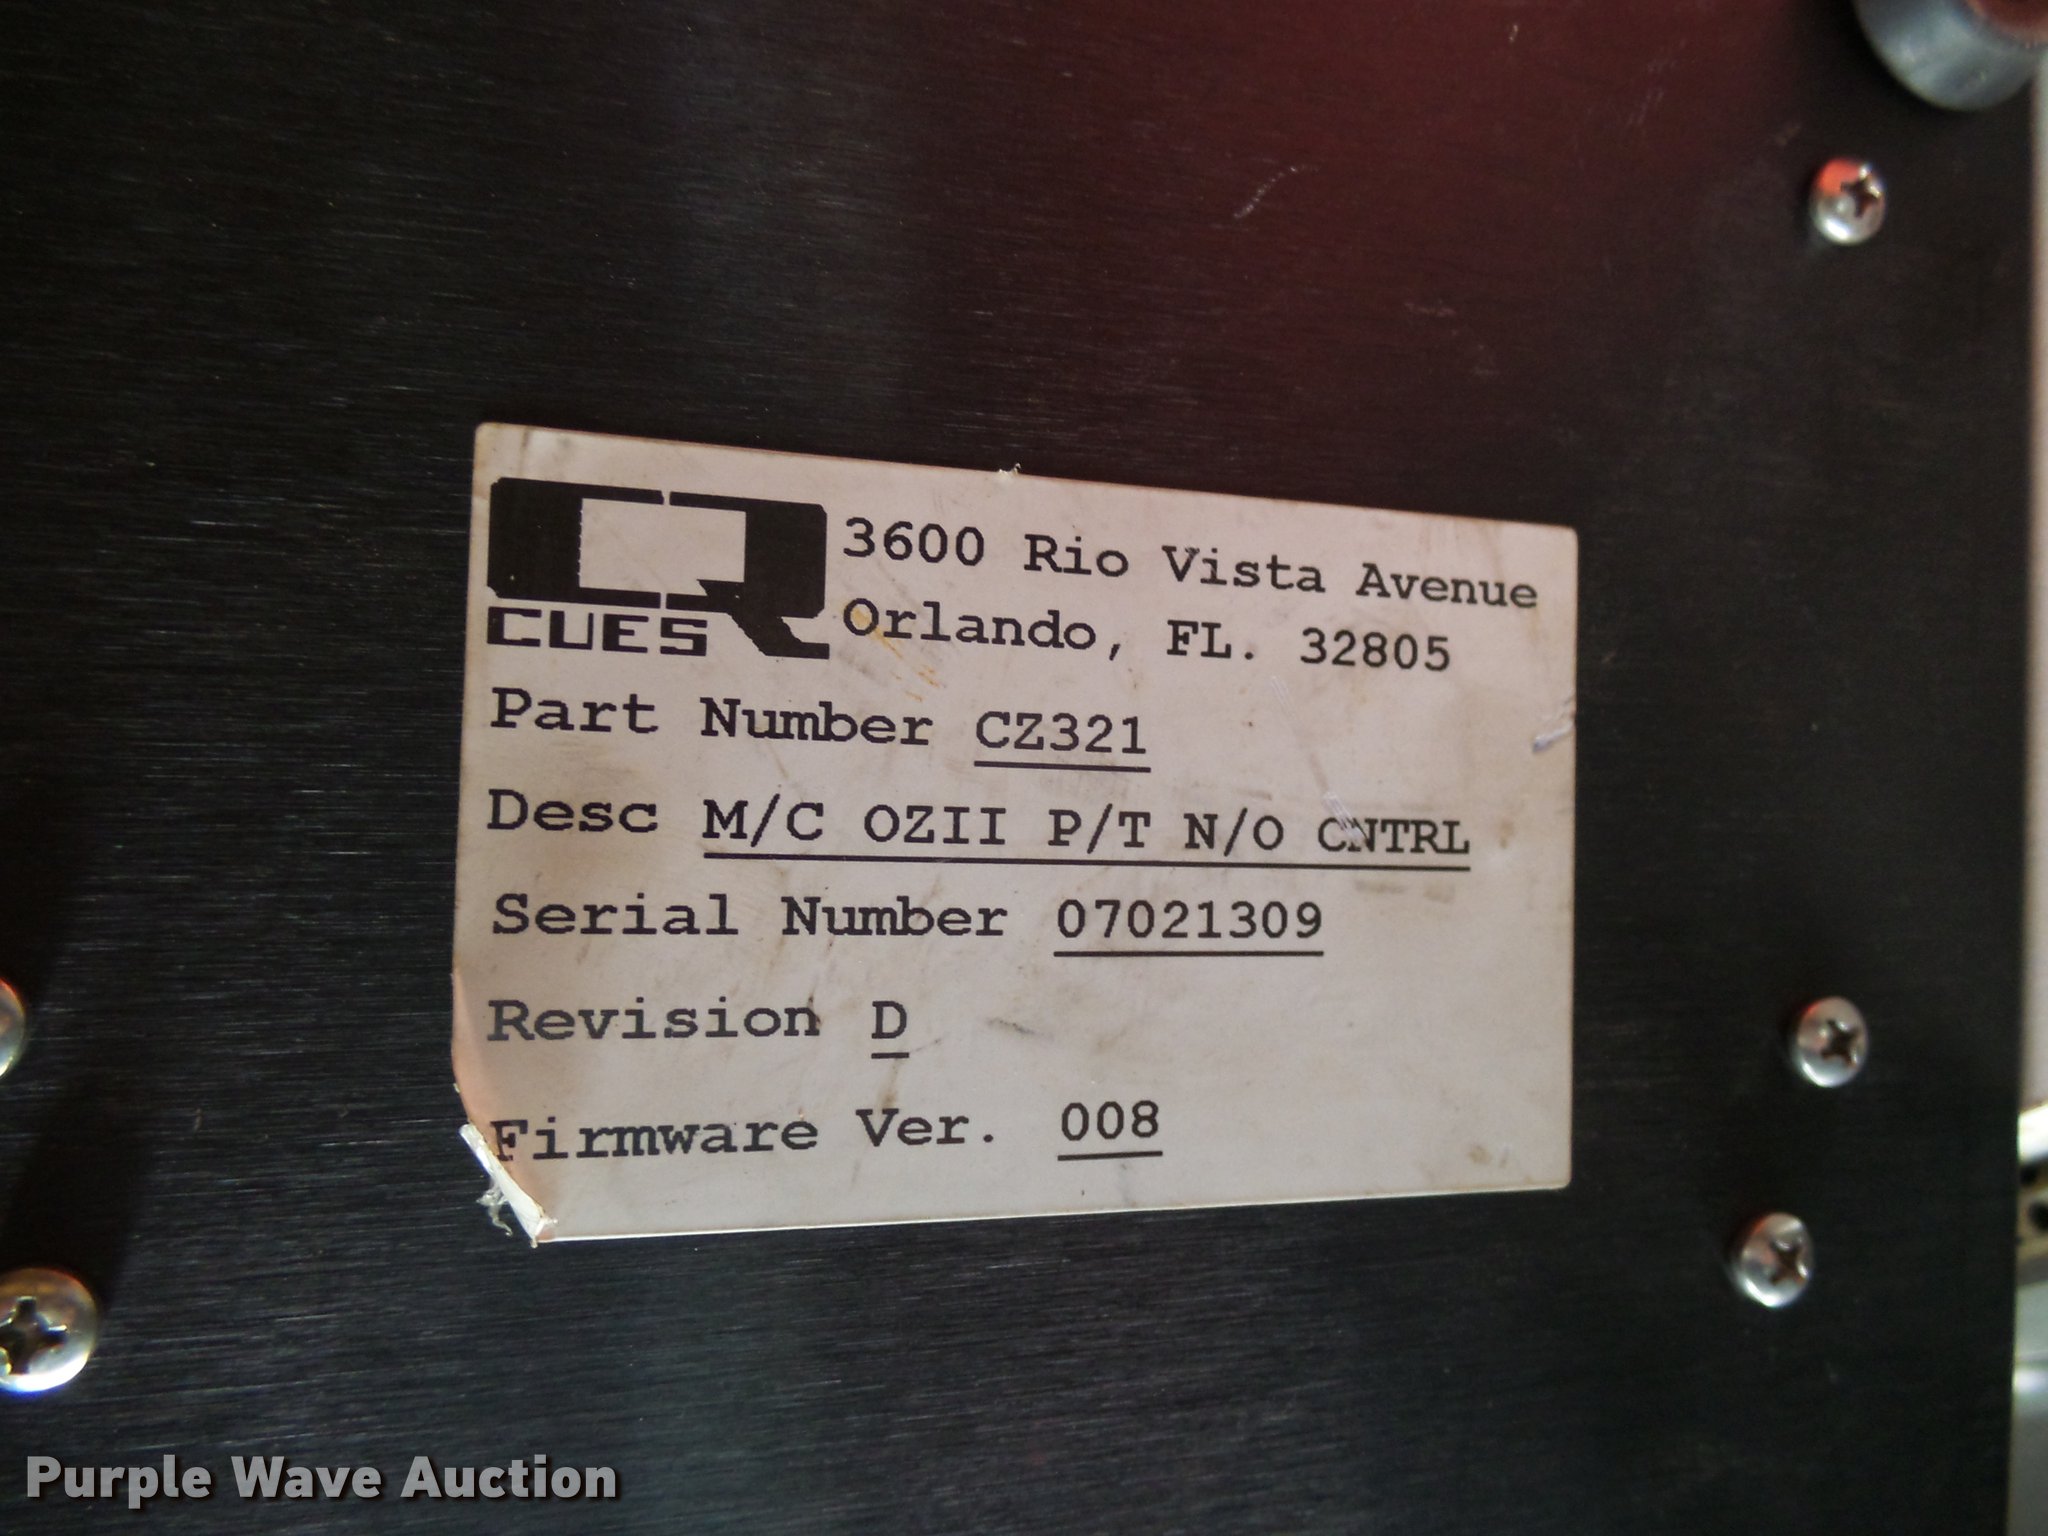 CUES
3600 Rio Vista Avenue
Orlando, FL. 32805
Part Number CZ321
Desc M/C OZII P/T N/O CNTRL
Serial Number 07021309
Revision D
Firmware Ver. 008
Purple Wave Auction